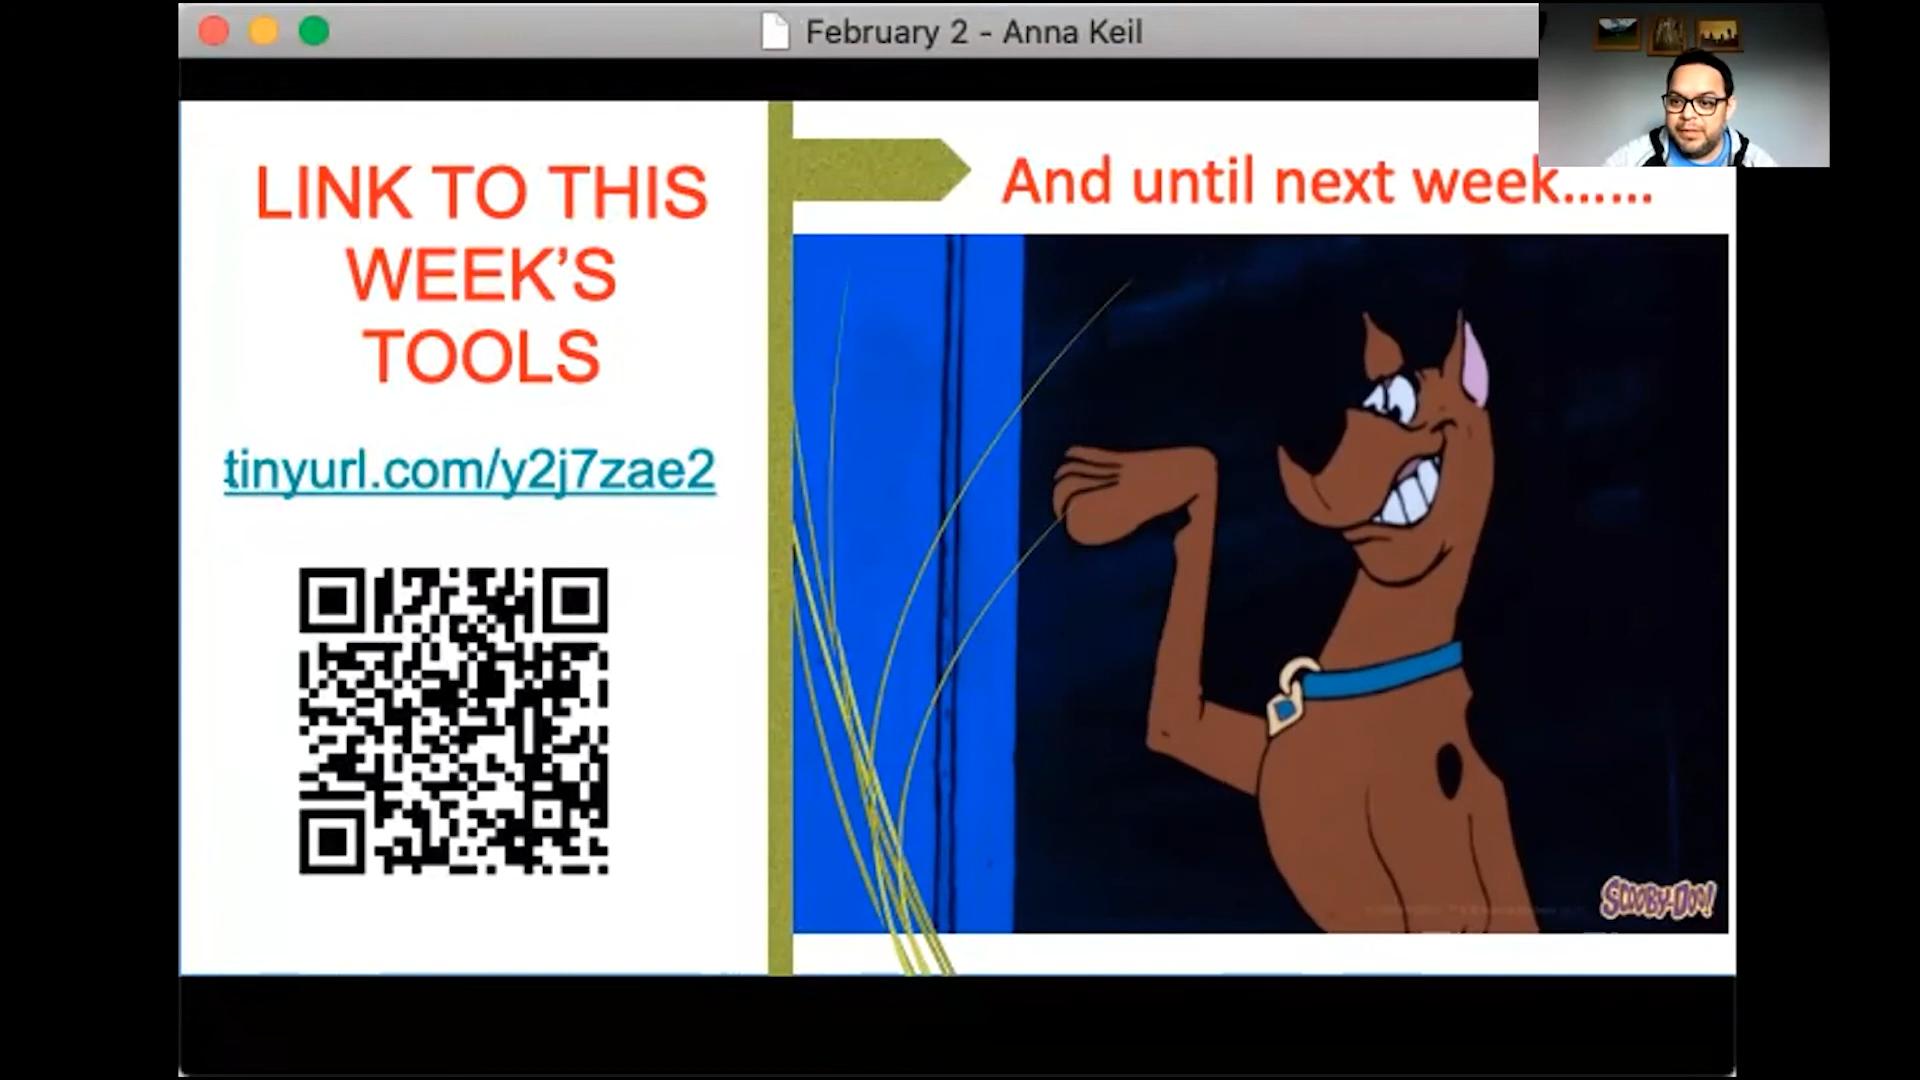 February 2 - Anna Keil
LINK TO THIS
WEEK'S
TOOLS
tinyurl.com/y2j7zae2
And until next week......
SCOOBY-DOO!